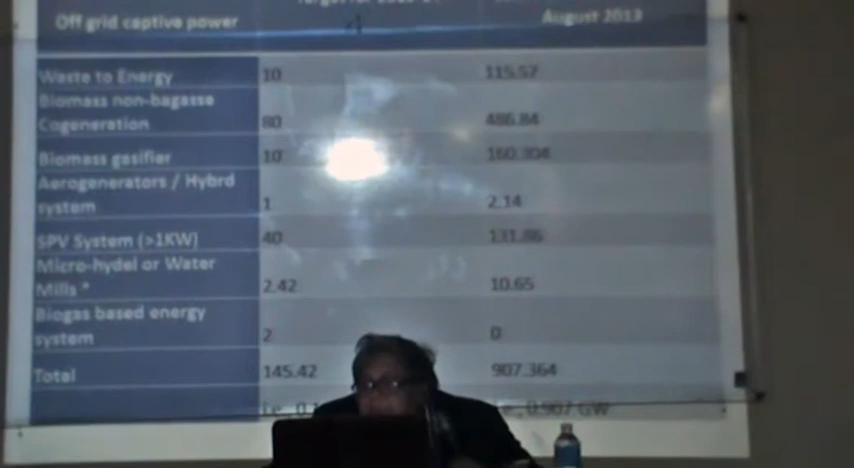 Off grid captive power
August 2013
Waste to Energy 10 115.57
Biomass non-bagasse
Cogeneration 80 486.84
Biomass gasifier 10 160.304
Aerogenerators / Hybrd
system 1 2.14
SPV System (>1KW) 40 131.86
Micro-hydel or Water
Mills * 2.42 10.65
Biogas based energy
system 2 0
Total 145.42 907.364
0.907 GW